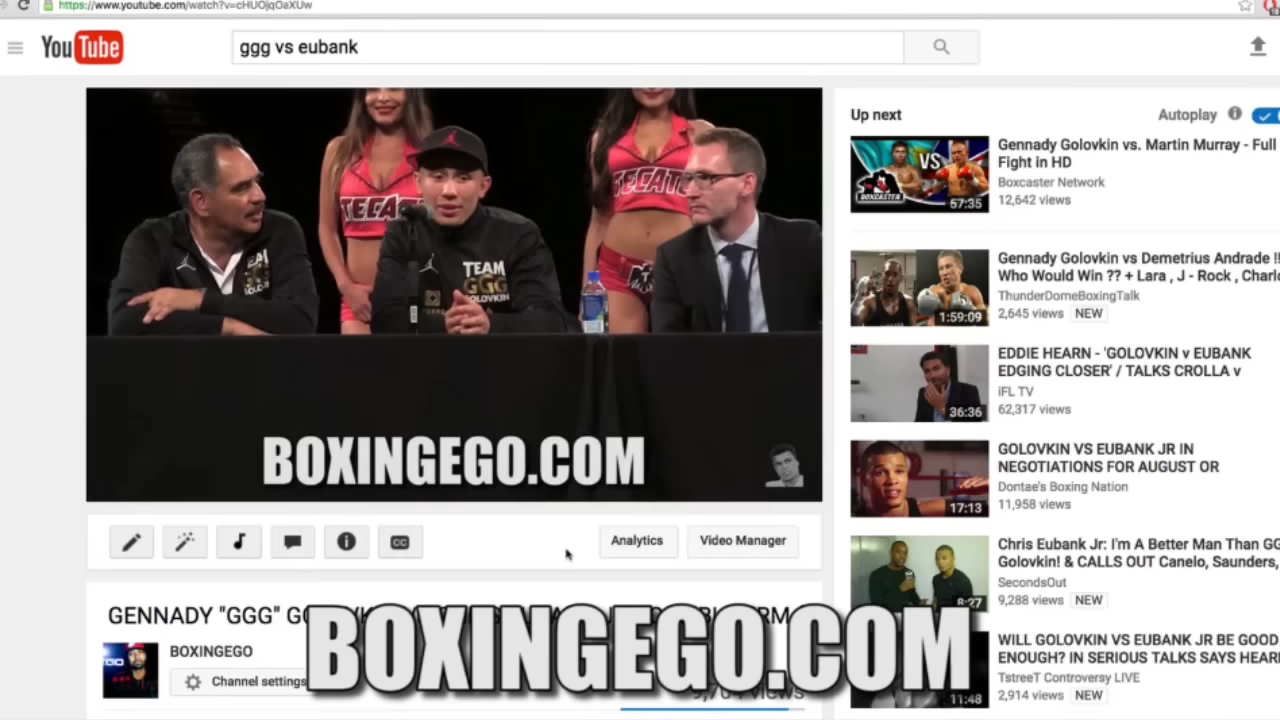 https://www.youtube.com/watch?v=cHUOjqOaXUw
YouTube
ggg vs eubank
TECATE
TECATE
TEAM
GGG
GOLOVKIN
BOXINGEGO.COM
Analytics
Video Manager
GENNADY "GGG"
BOXINGEGO
Channel settings
views
BOXINGEGO.COM
Up next
Autoplay
VS
BOXCASTER
57:35
Gennady Golovkin vs. Martin Murray - Full
Fight in HD
Boxcaster Network
12,642 views
1:59:09
Gennady Golovkin vs Demetrius Andrade !!
Who Would Win ?? + Lara , J - Rock , Charlo
ThunderDomeBoxingTalk
2,645 views NEW
36:36
EDDIE HEARN - 'GOLOVKIN v EUBANK
EDGING CLOSER' / TALKS CROLLA v
iFL TV
62,317 views
17:13
GOLOVKIN VS EUBANK JR IN
NEGOTIATIONS FOR AUGUST OR
Dontae's Boxing Nation
11,958 views
8:27
Chris Eubank Jr: I'm A Better Man Than GG
Golovkin! & CALLS OUT Canelo, Saunders,
SecondsOut
9,288 views NEW
11:48
WILL GOLOVKIN VS EUBANK JR BE GOOD
ENOUGH? IN SERIOUS TALKS SAYS HEAR
TstreeT Controversy LIVE
2,914 views NEW